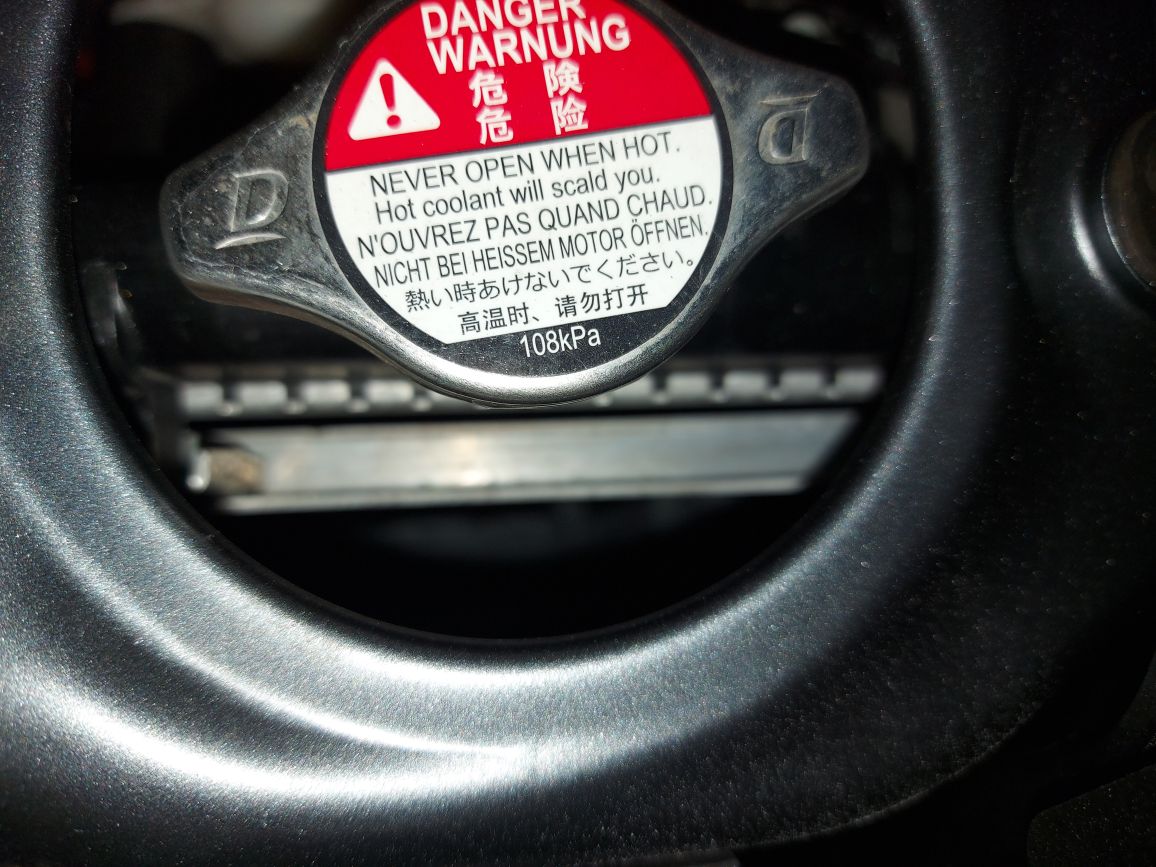 DANGER
WARNUNG
危 険
危 险
NEVER OPEN WHEN HOT.
Hot coolant will scald you.
N'OUVREZ PAS QUAND CHAUD.
NICHT BEI HEISSEM MOTOR ÖFFNEN.
熱い時あけないでください。
高温时、请勿打开
108kPa
D
D